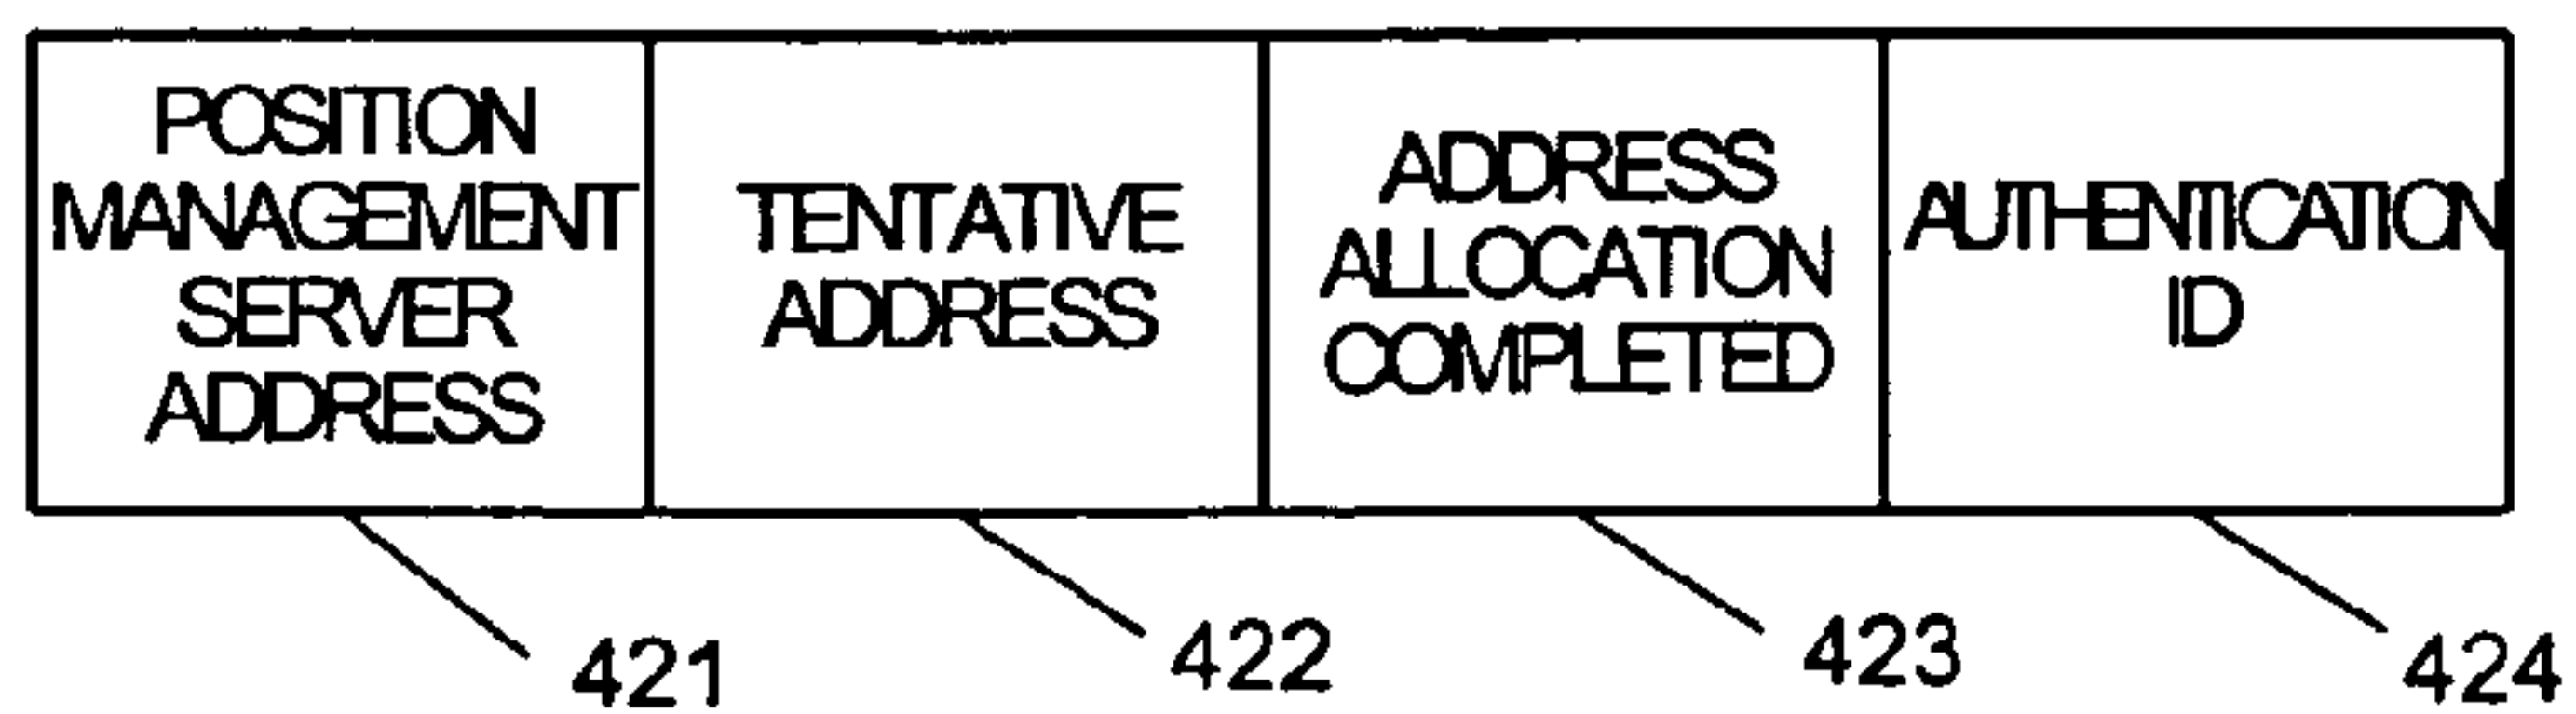 POSITION
MANAGEMENT
SERVER
ADDRESS
TENTATIVE
ADDRESS
ADDRESS
ALLOCATION
COMPLETED
AUTHENTICATION
ID
421
422
423
424